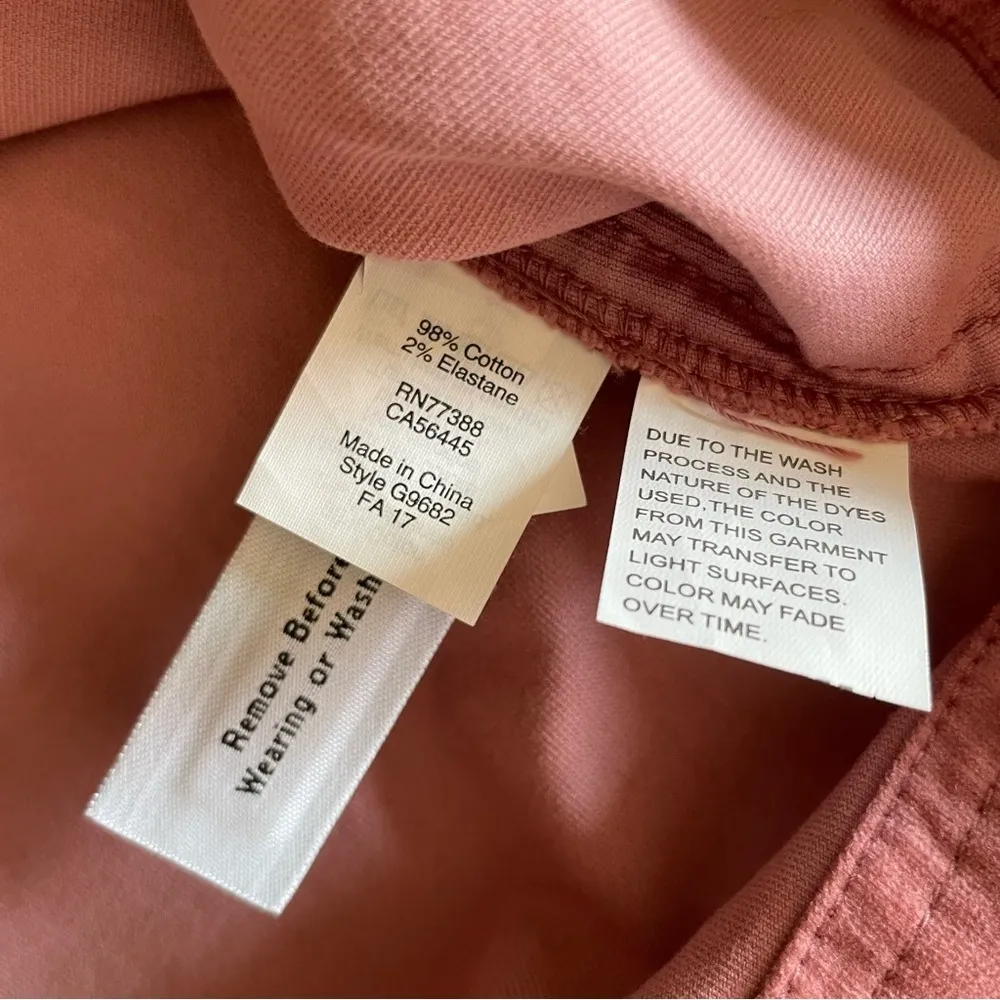 98% Cotton
2% Elastane
RN77388
CA56445
Made in China
Style G9682
FA 17
Remove Before
Wearing or Wash
DUE TO THE WASH
PROCESS AND THE
NATURE OF THE DYES
USED,THE COLOR
FROM THIS GARMENT
MAY TRANSFER TO
LIGHT SURFACES.
COLOR MAY FADE
OVER TIME.